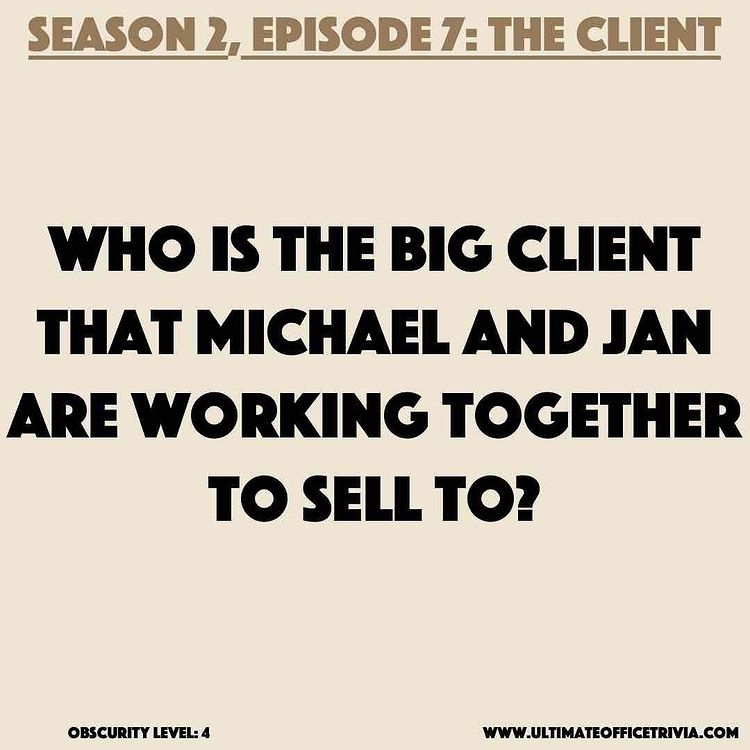 SEASON 2, EPISODE 7: THE CLIENT
WHO IS THE BIG CLIENT
THAT MICHAEL AND JAN
ARE WORKING TOGETHER
TO SELL TO?
OBSCURITY LEVEL: 4
WWW.ULTIMATEOFFICETRIVIA.COM